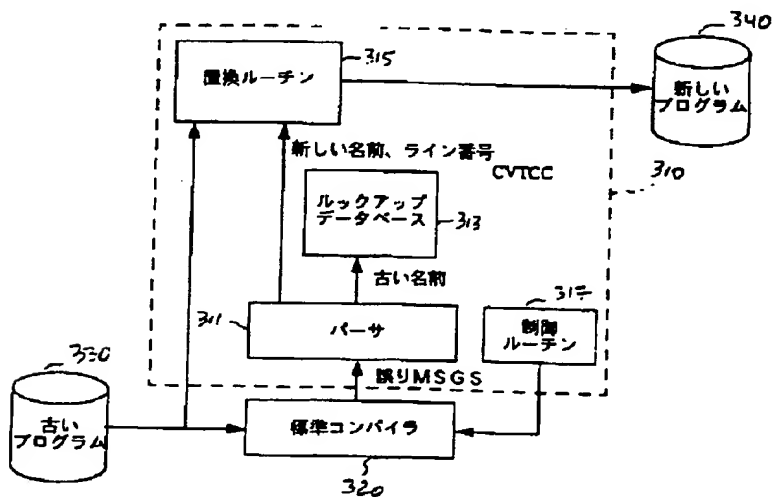 315
置換ルーチン
340
新しい
プログラム
新しい名前、ライン番号
CVTCC
310
ルックアップ
データベース
313
古い名前
317
311
パーサ
制御
ルーチン
330
誤りMSGS
古い
プログラム
標準コンパイラ
320